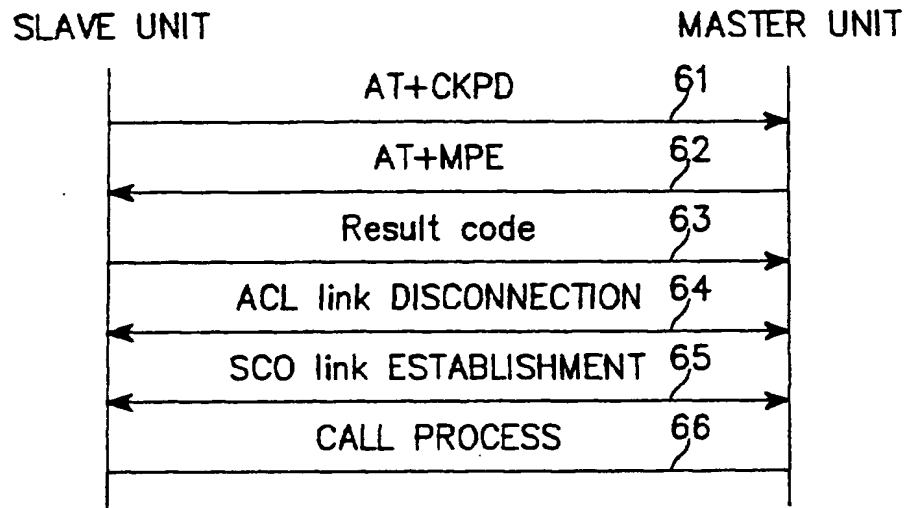 SLAVE UNIT MASTER UNIT
AT+CKPD 61
AT+MPE 62
Result code 63
ACL link DISCONNECTION 64
SCO link ESTABLISHMENT 65
CALL PROCESS 66